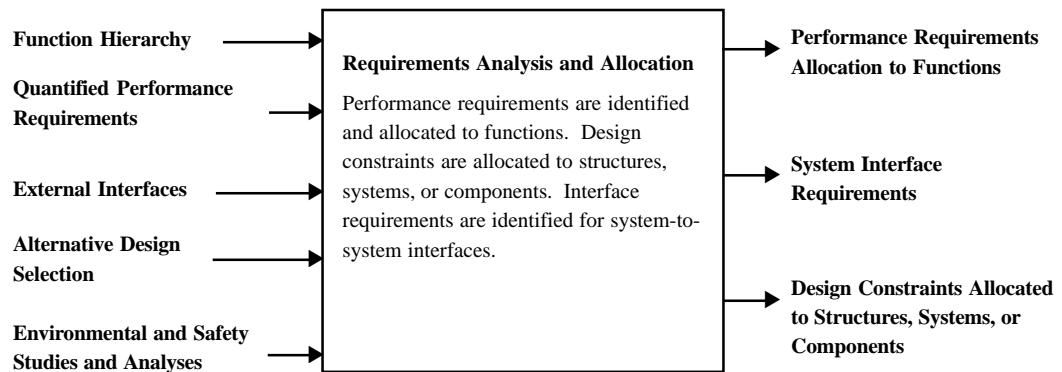 Function Hierarchy
Quantified Performance
Requirements
External Interfaces
Alternative Design
Selection
Environmental and Safety
Studies and Analyses
Requirements Analysis and Allocation
Performance requirements are identified
and allocated to functions.  Design
constraints are allocated to structures,
systems, or components.  Interface
requirements are identified for system-to-
system interfaces.
Performance Requirements
Allocation to Functions
System Interface
Requirements
Design Constraints Allocated
to Structures, Systems, or
Components